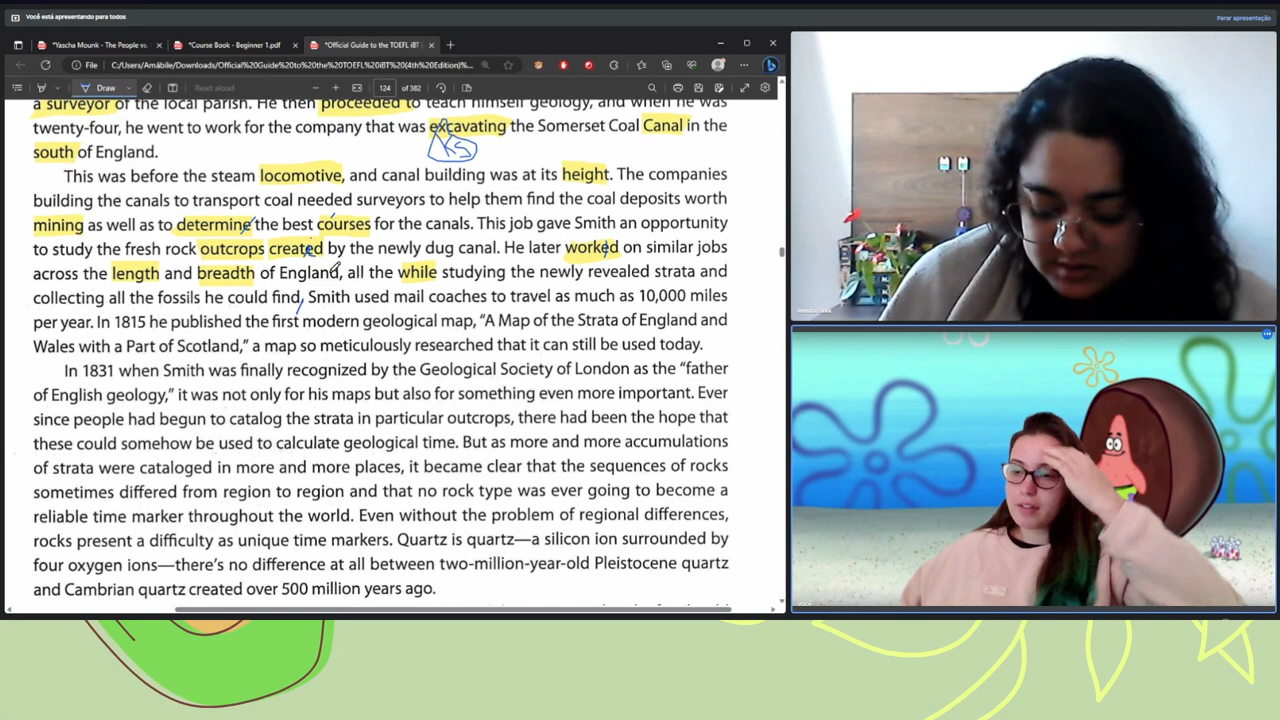 Você está apresentando para todos
Parar apresentação
*Yascha Mounk - The People vs.
*Course Book - Beginner 1.pdf
*Official Guide to the TOEFL iBT
File
C:/Users/Amábile/Downloads/Official%20Guide%20to%20the%20TOEFL%20iBT%20(4th%20Edition)%...
Draw
Read aloud
124
of 382
a surveyor of the local parish. He then proceeded to teach himself geology, and when he was
twenty-four, he went to work for the company that was excavating the Somerset Coal Canal in the
ks
south of England.
This was before the steam locomotive, and canal building was at its height. The companies
building the canals to transport coal needed surveyors to help them find the coal deposits worth
mining as well as to determine the best courses for the canals. This job gave Smith an opportunity
to study the fresh rock outcrops created by the newly dug canal. He later worked on similar jobs
across the length and breadth of England, all the while studying the newly revealed strata and
collecting all the fossils he could find. Smith used mail coaches to travel as much as 10,000 miles
per year. In 1815 he published the first modern geological map, “A Map of the Strata of England and
Wales with a Part of Scotland,” a map so meticulously researched that it can still be used today.
In 1831 when Smith was finally recognized by the Geological Society of London as the “father
of English geology,” it was not only for his maps but also for something even more important. Ever
since people had begun to catalog the strata in particular outcrops, there had been the hope that
these could somehow be used to calculate geological time. But as more and more accumulations
of strata were cataloged in more and more places, it became clear that the sequences of rocks
sometimes differed from region to region and that no rock type was ever going to become a
reliable time marker throughout the world. Even without the problem of regional differences,
rocks present a difficulty as unique time markers. Quartz is quartz—a silicon ion surrounded by
four oxygen ions—there’s no difference at all between two-million-year-old Pleistocene quartz
and Cambrian quartz created over 500 million years ago.